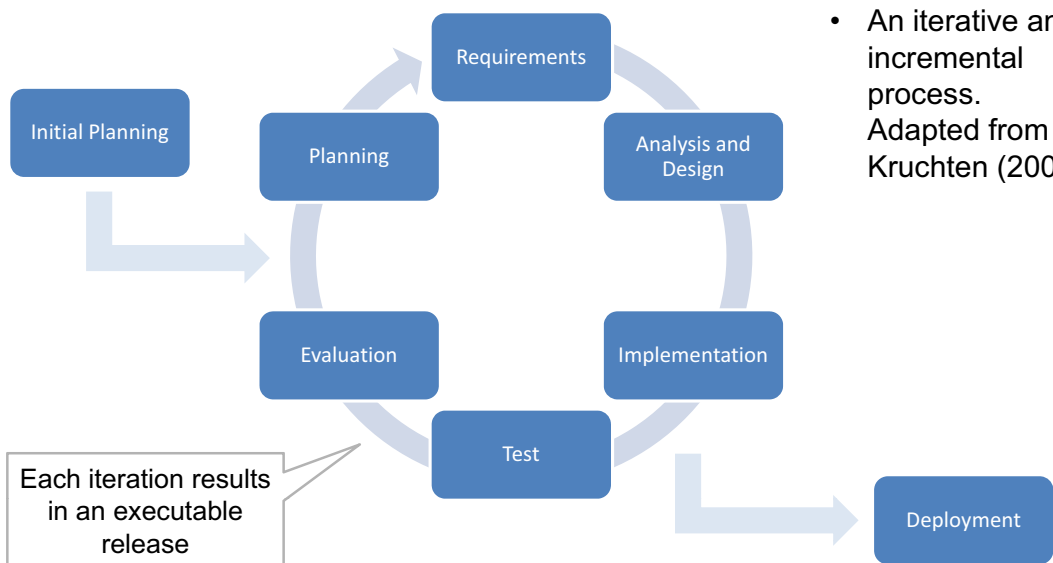 Requirements
Initial Planning
Planning
Analysis and
Design
Evaluation
Implementation
Test
Each iteration results
in an executable
release
Deployment
• An iterative
incremental
process.
Adapted from
Kruchten